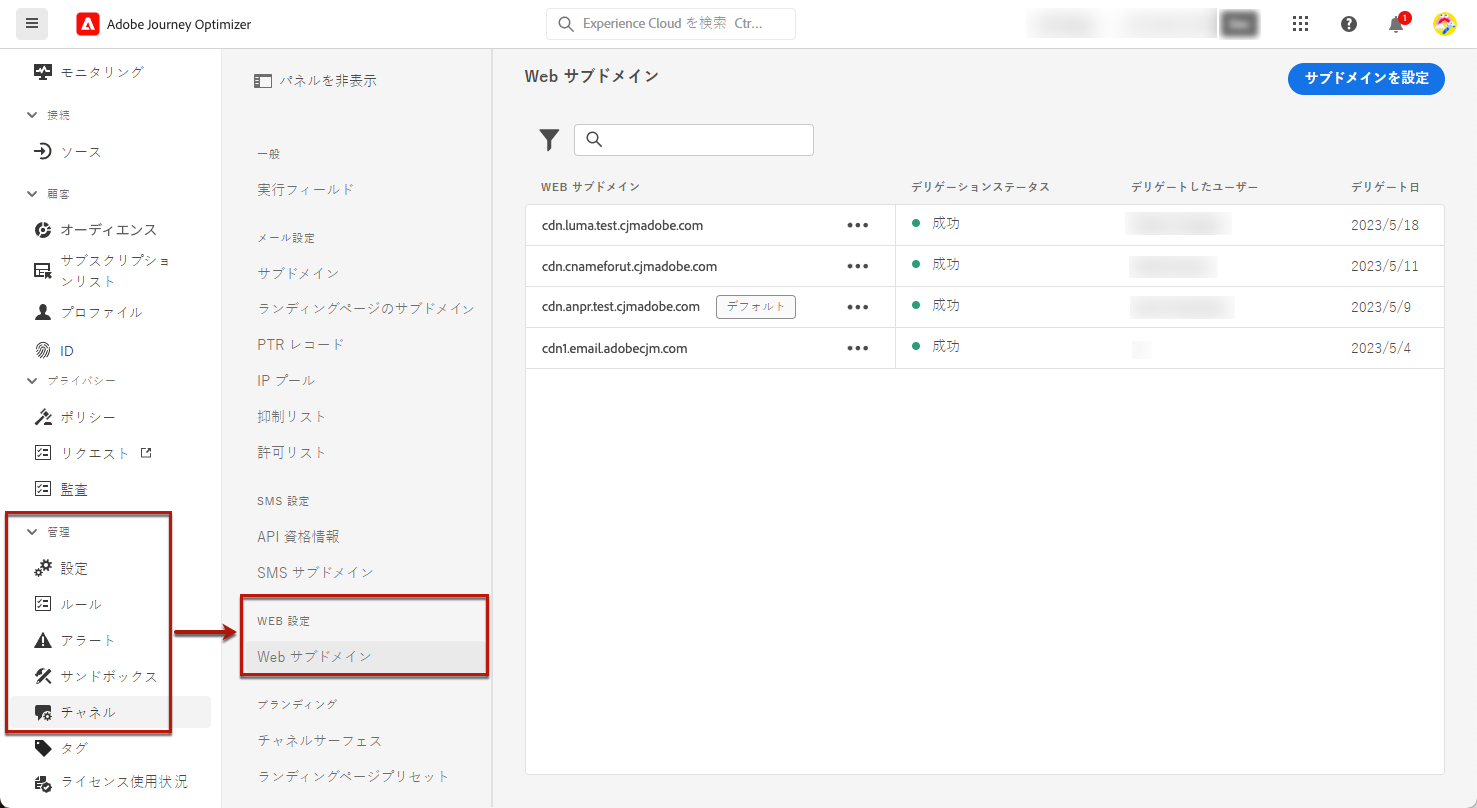 Adobe Journey Optimizer
Experience Cloud を検索 Ctr...
1
モニタリング
接続
ソース
顧客
オーディエンス
サブスクリプショ
ンリスト
プロファイル
ID
プライバシー
ポリシー
リクエスト
監査
管理
設定
ルール
アラート
サンドボックス
チャネル
タグ
ライセンス使用状況
パネルを非表示
一般
実行フィールド
メール設定
サブドメイン
ランディングページのサブドメイン
PTR レコード
IP プール
抑制リスト
許可リスト
SMS 設定
API 資格情報
SMS サブドメイン
WEB 設定
Web サブドメイン
ブランディング
チャネルサーフェス
ランディングページプリセット
Web サブドメイン
サブドメインを設定
WEB サブドメイン デリゲーションステータス デリゲートしたユーザー デリゲート日
cdn.luma.test.cjmadobe.com ••• 成功 2023/5/18
cdn.cnameforut.cjmadobe.com ••• 成功 2023/5/11
cdn.anpr.test.cjmadobe.com デフォルト ••• 成功 2023/5/9
cdn1.email.adobecjm.com ••• 成功 2023/5/4